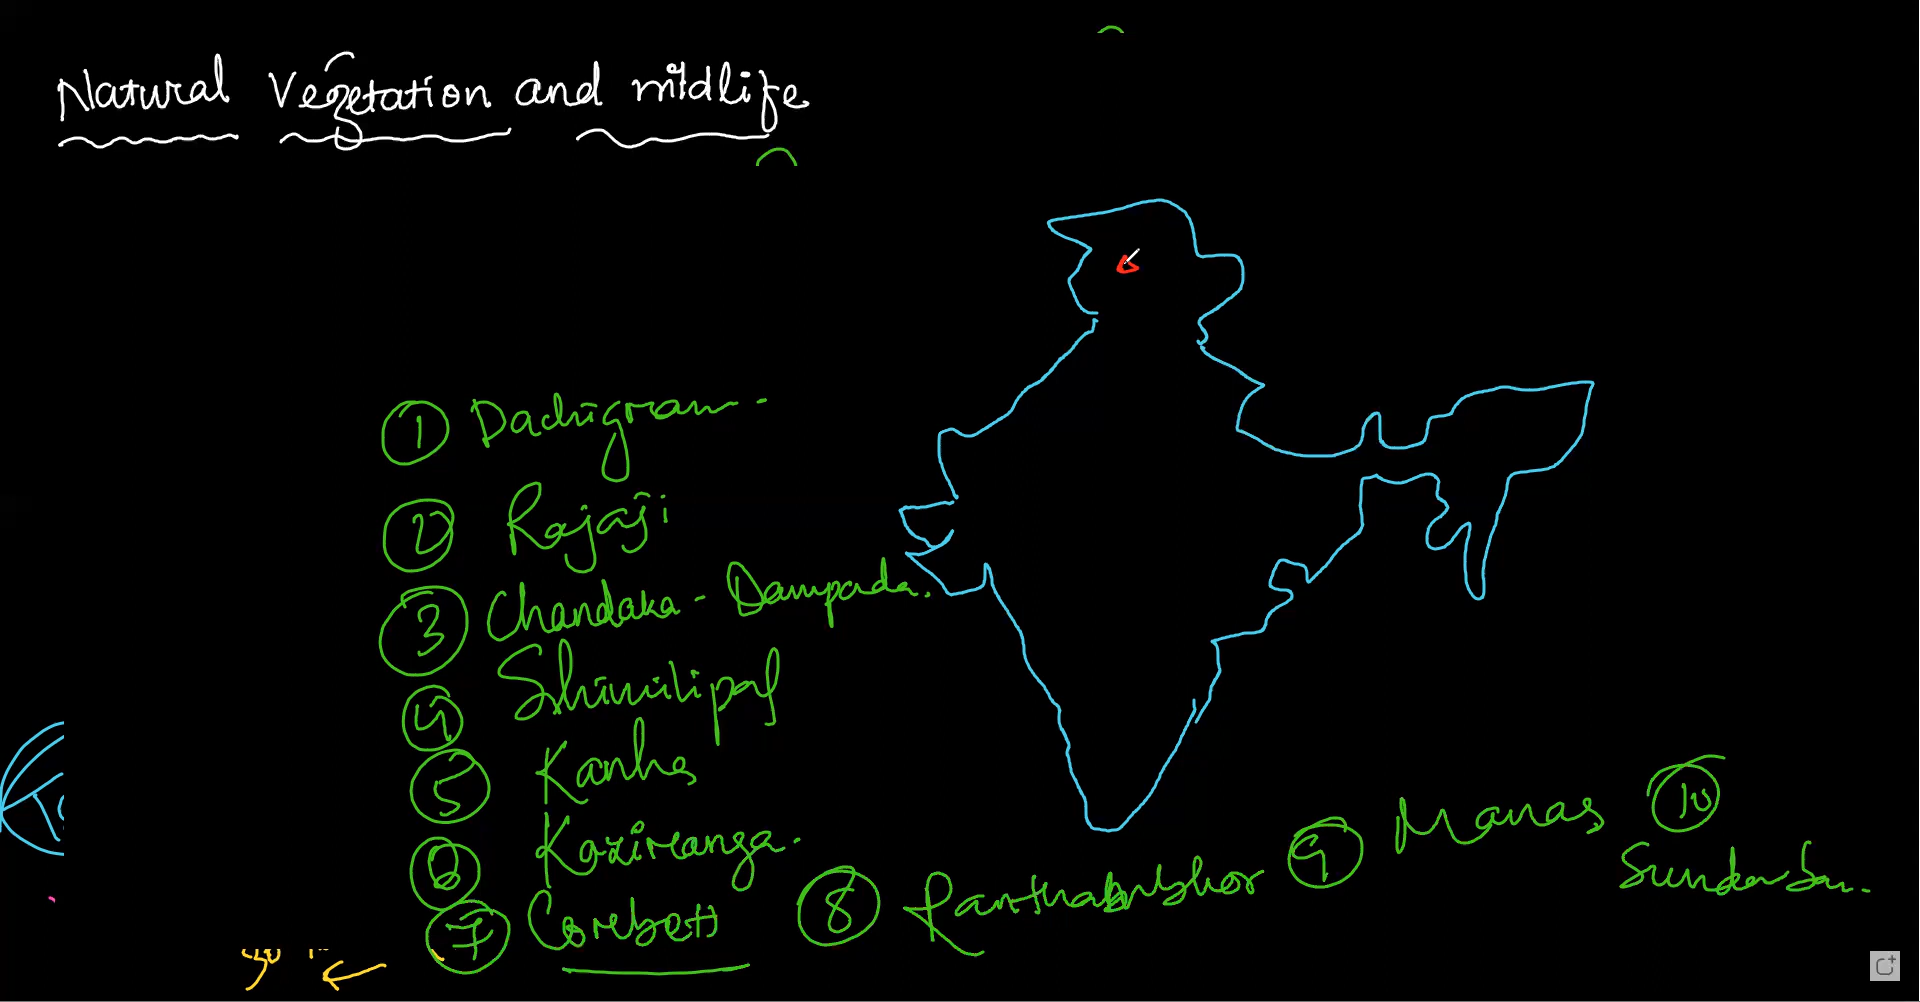 Natural Vegetation and wildlife
① Dachigram -
② Rajaji
③ Chandaka - Dampada.
④ Shimilipal
⑤ Kanha
⑥ Kaziranga.
⑦ Corebett
⑧ Ranthambhor
⑨ Manas
⑩ Sundarban.